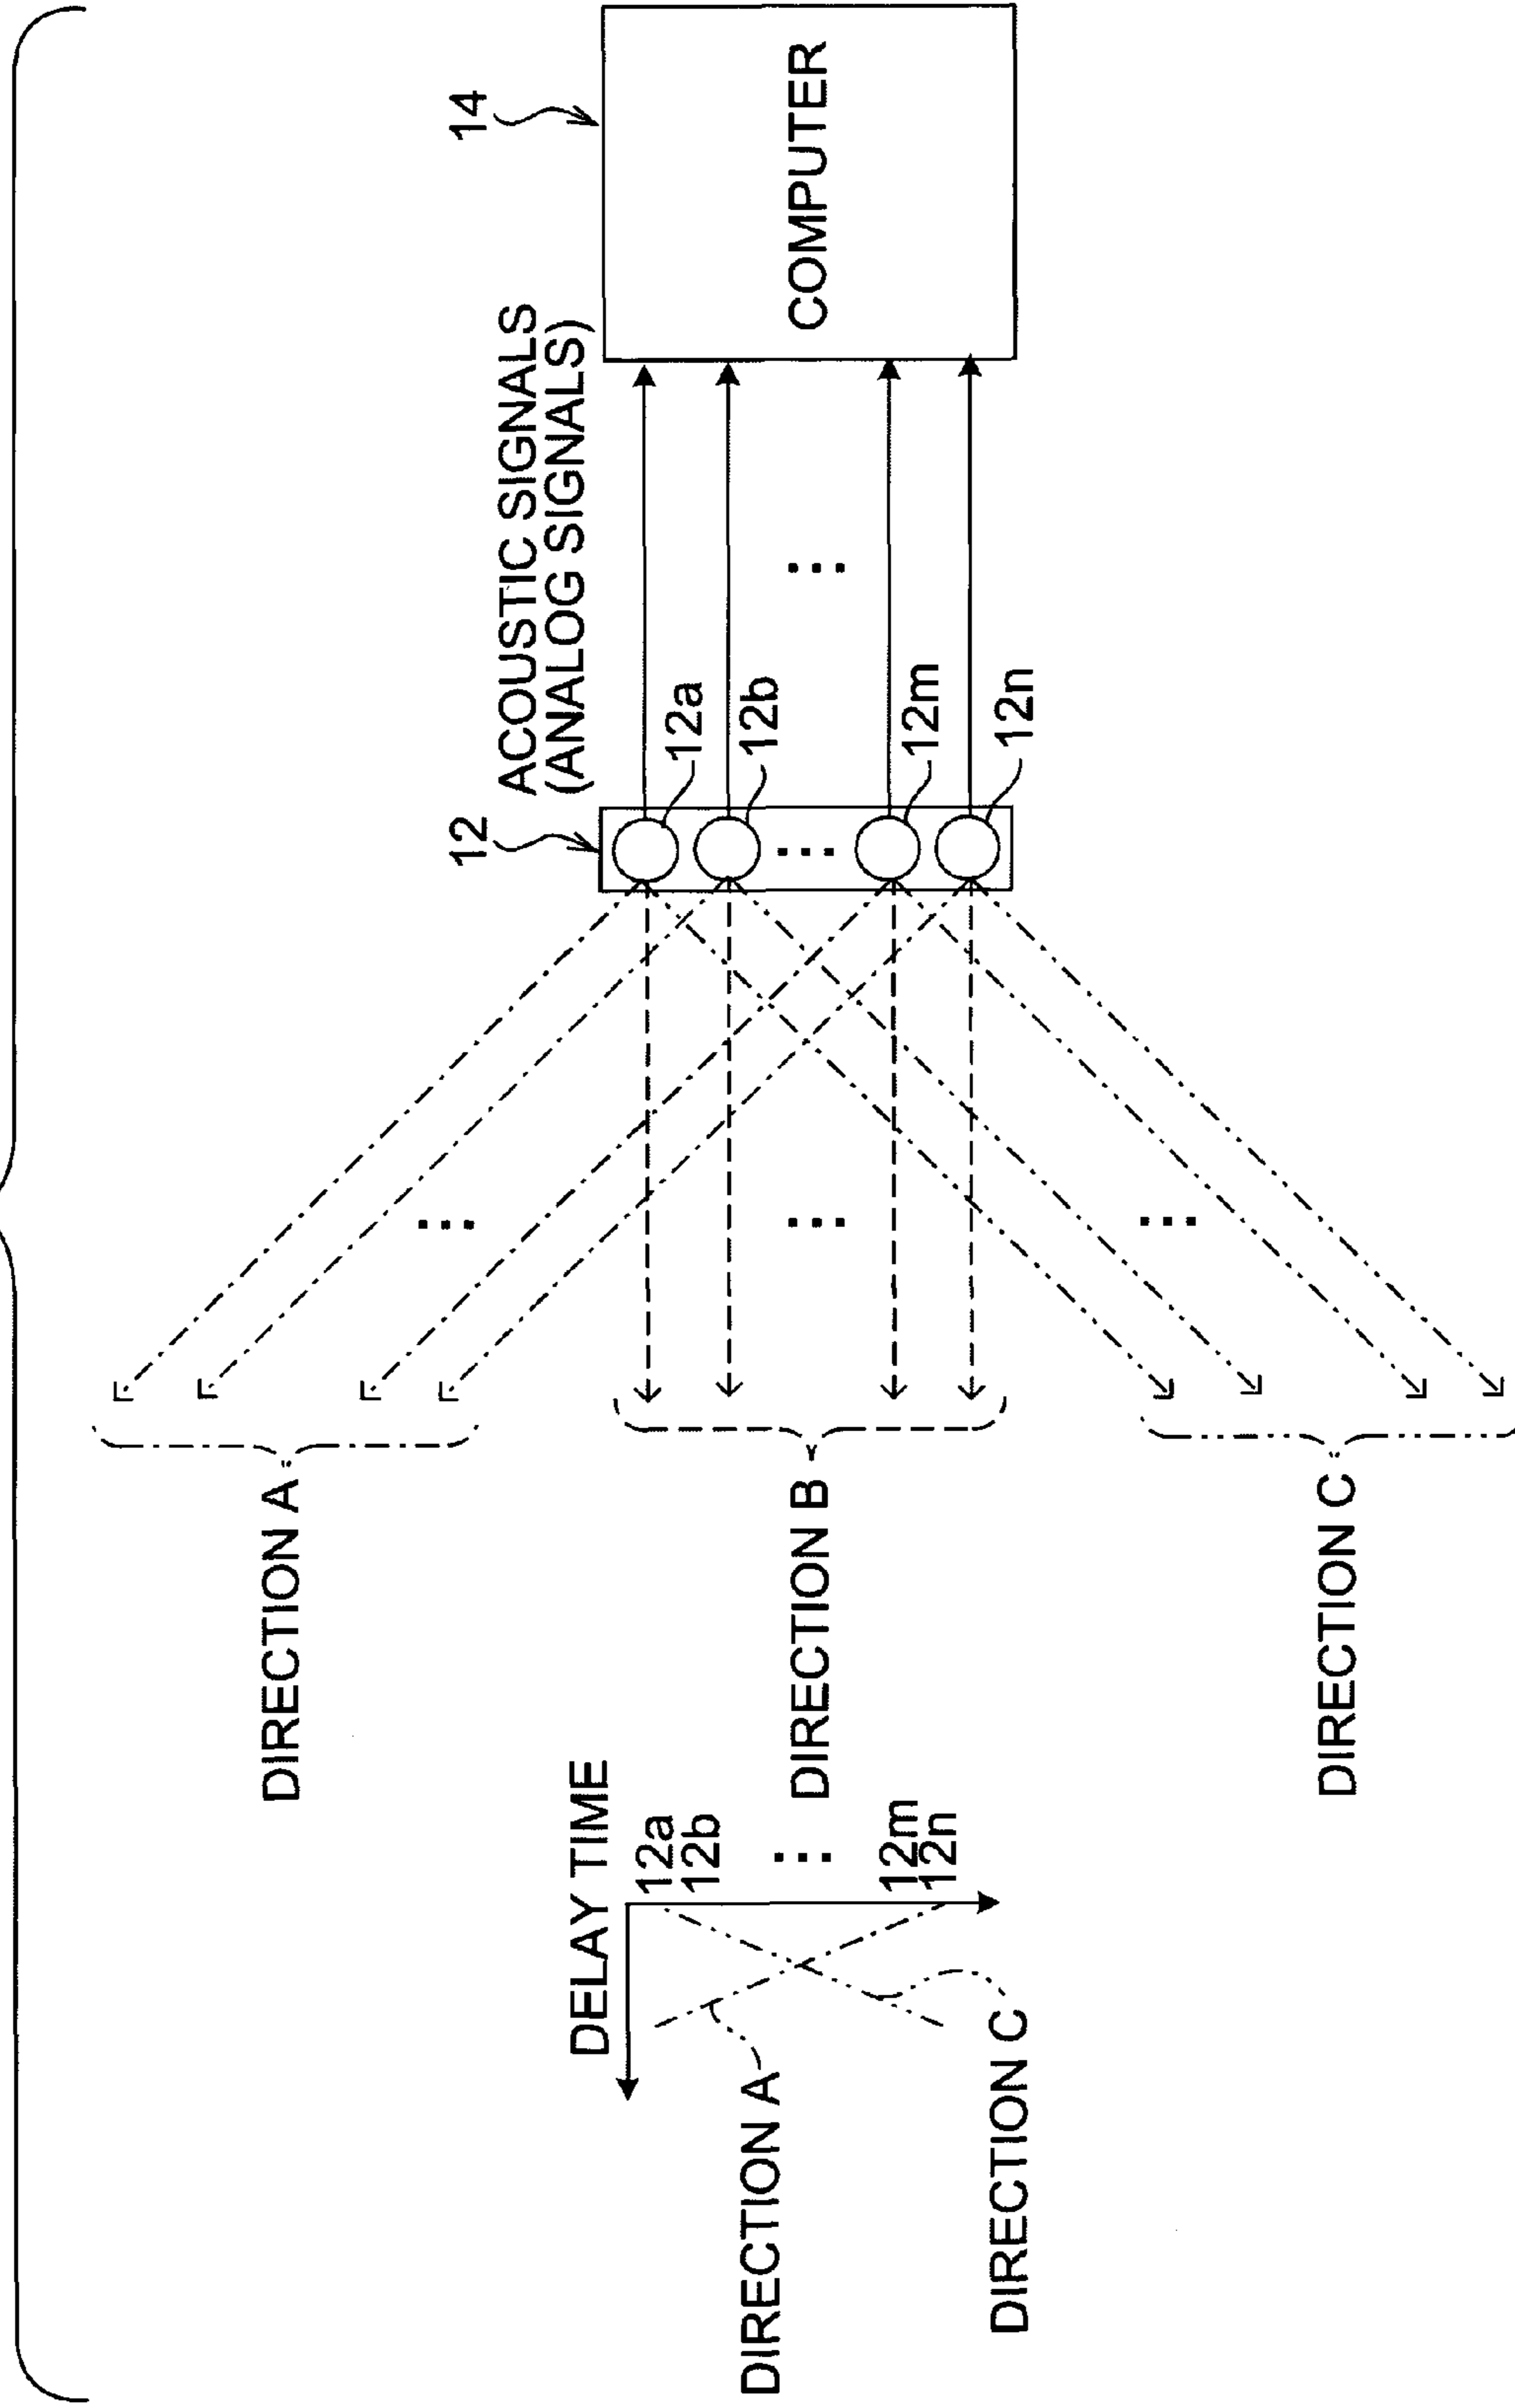 DELAY TIME
12a
12b
⋮
12m
12n
DIRECTION A
DIRECTION C
DIRECTION A
DIRECTION B
DIRECTION C
12
12a
12b
12m
12n
ACOUSTIC SIGNALS
(ANALOG SIGNALS)
14
COMPUTER